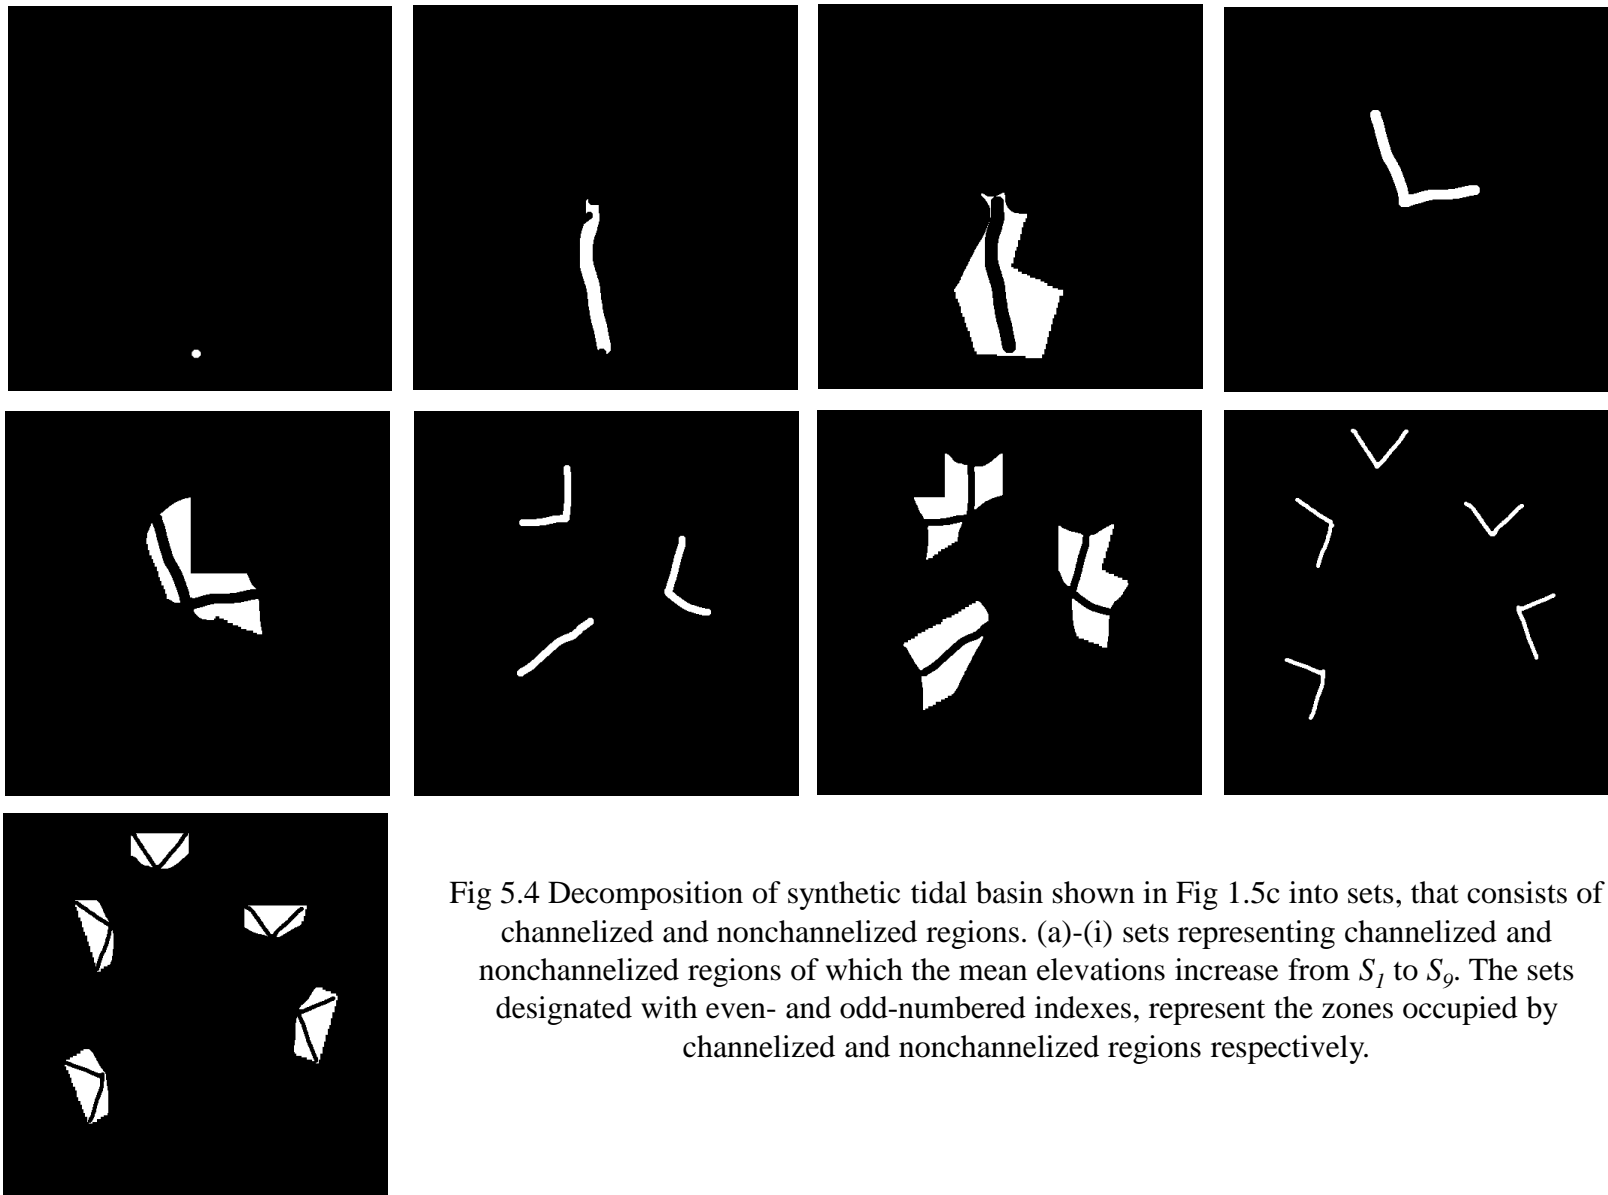 Fig 5.4 Decomposition of synthetic tidal basin shown in Fig 1.5c into sets, that consists of
channelized and nonchannelized regions. (a)-(i) sets representing channelized and
nonchannelized regions of which the mean elevations increase from S1 to S9. The sets
designated with even- and odd-numbered indexes, represent the zones occupied by
channelized and nonchannelized regions respectively.